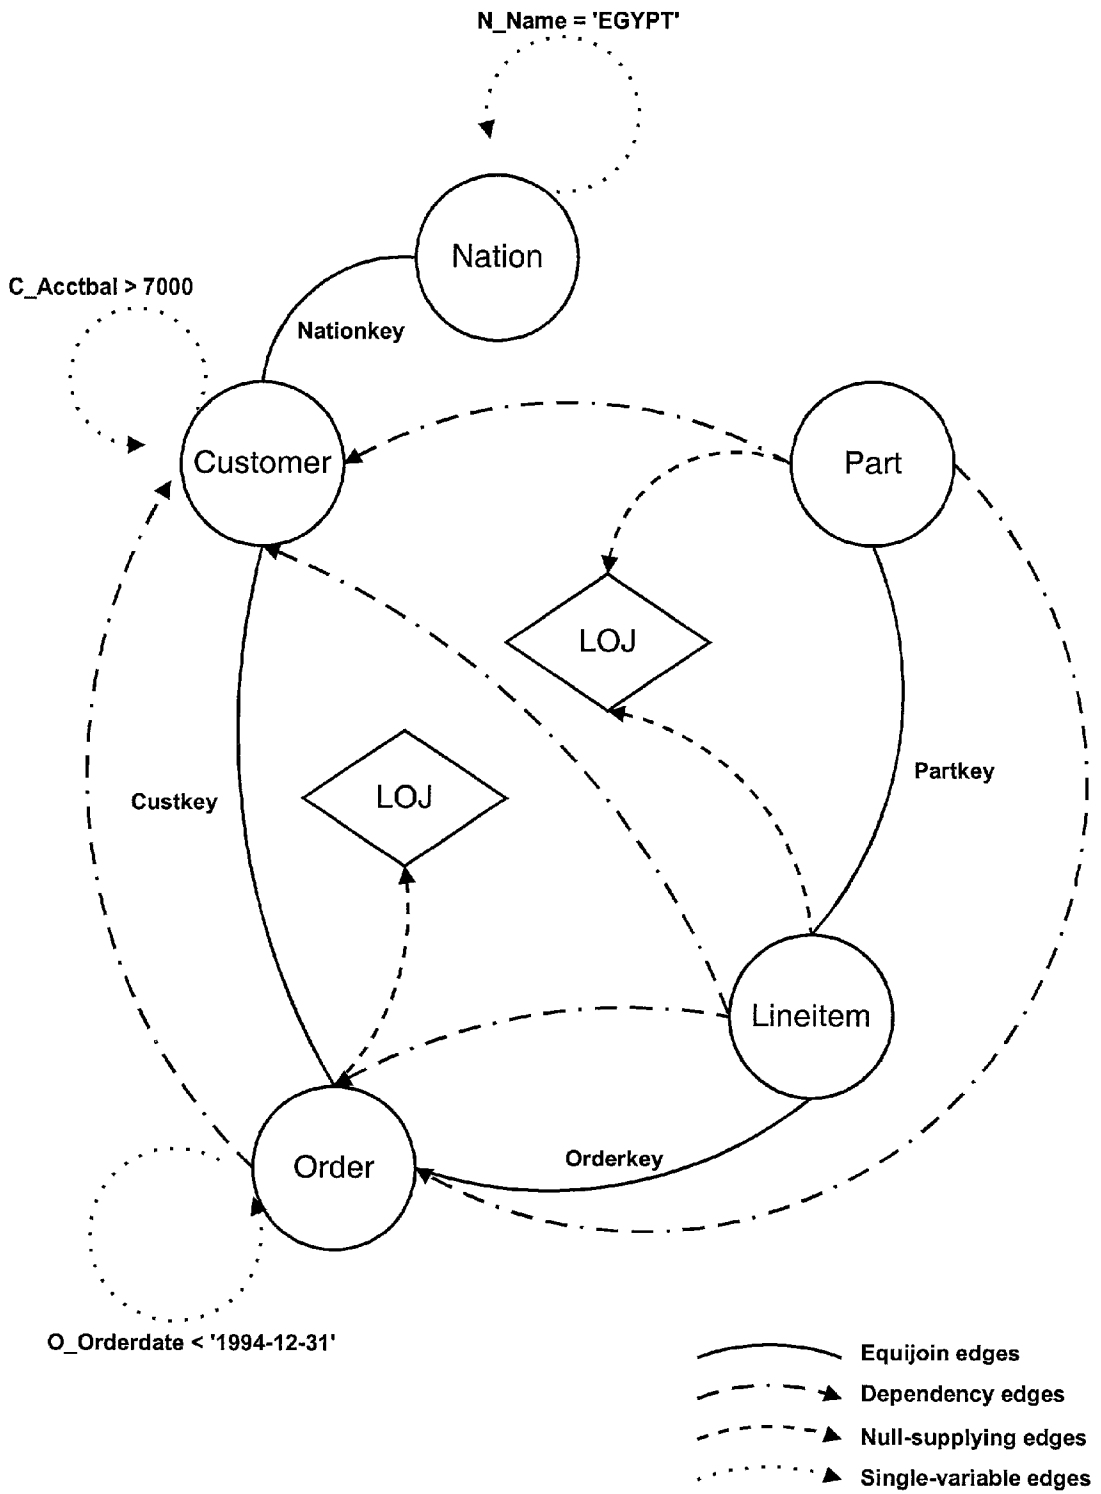 N_Name = 'EGYPT'
Nation
C_Acctbal > 7000
Nationkey
Customer
Part
LOJ
Partkey
LOJ
Custkey
Lineitem
Orderkey
Order
O_Orderdate < '1994-12-31'
Equijoin edges
Dependency edges
Null-supplying edges
Single-variable edges